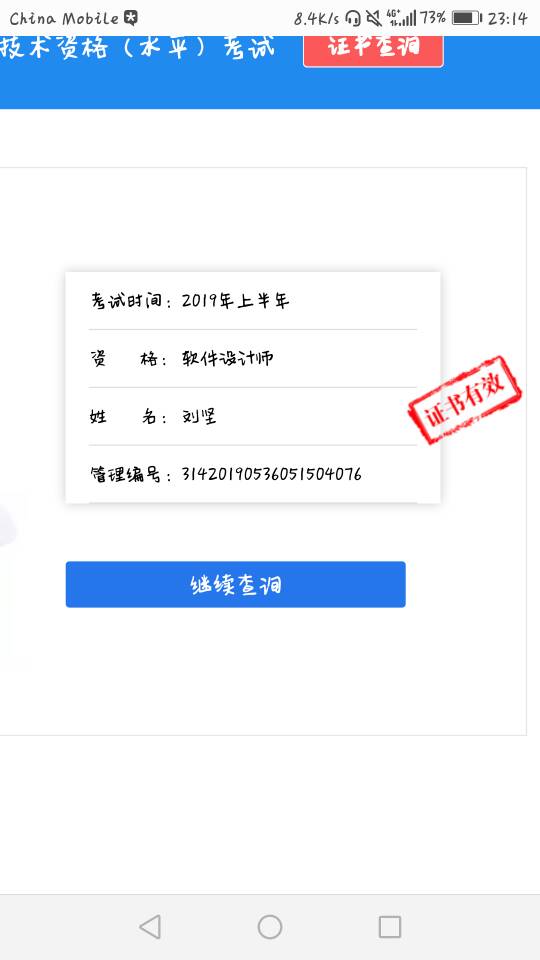 China Mobile 8.4K/s 4G+ 73% 23:14
技术资格（水平）考试 证书查询
考试时间：2019年上半年
资 格：软件设计师
姓 名：刘坚
证书有效
管理编号：31420190536051504076
继续查询